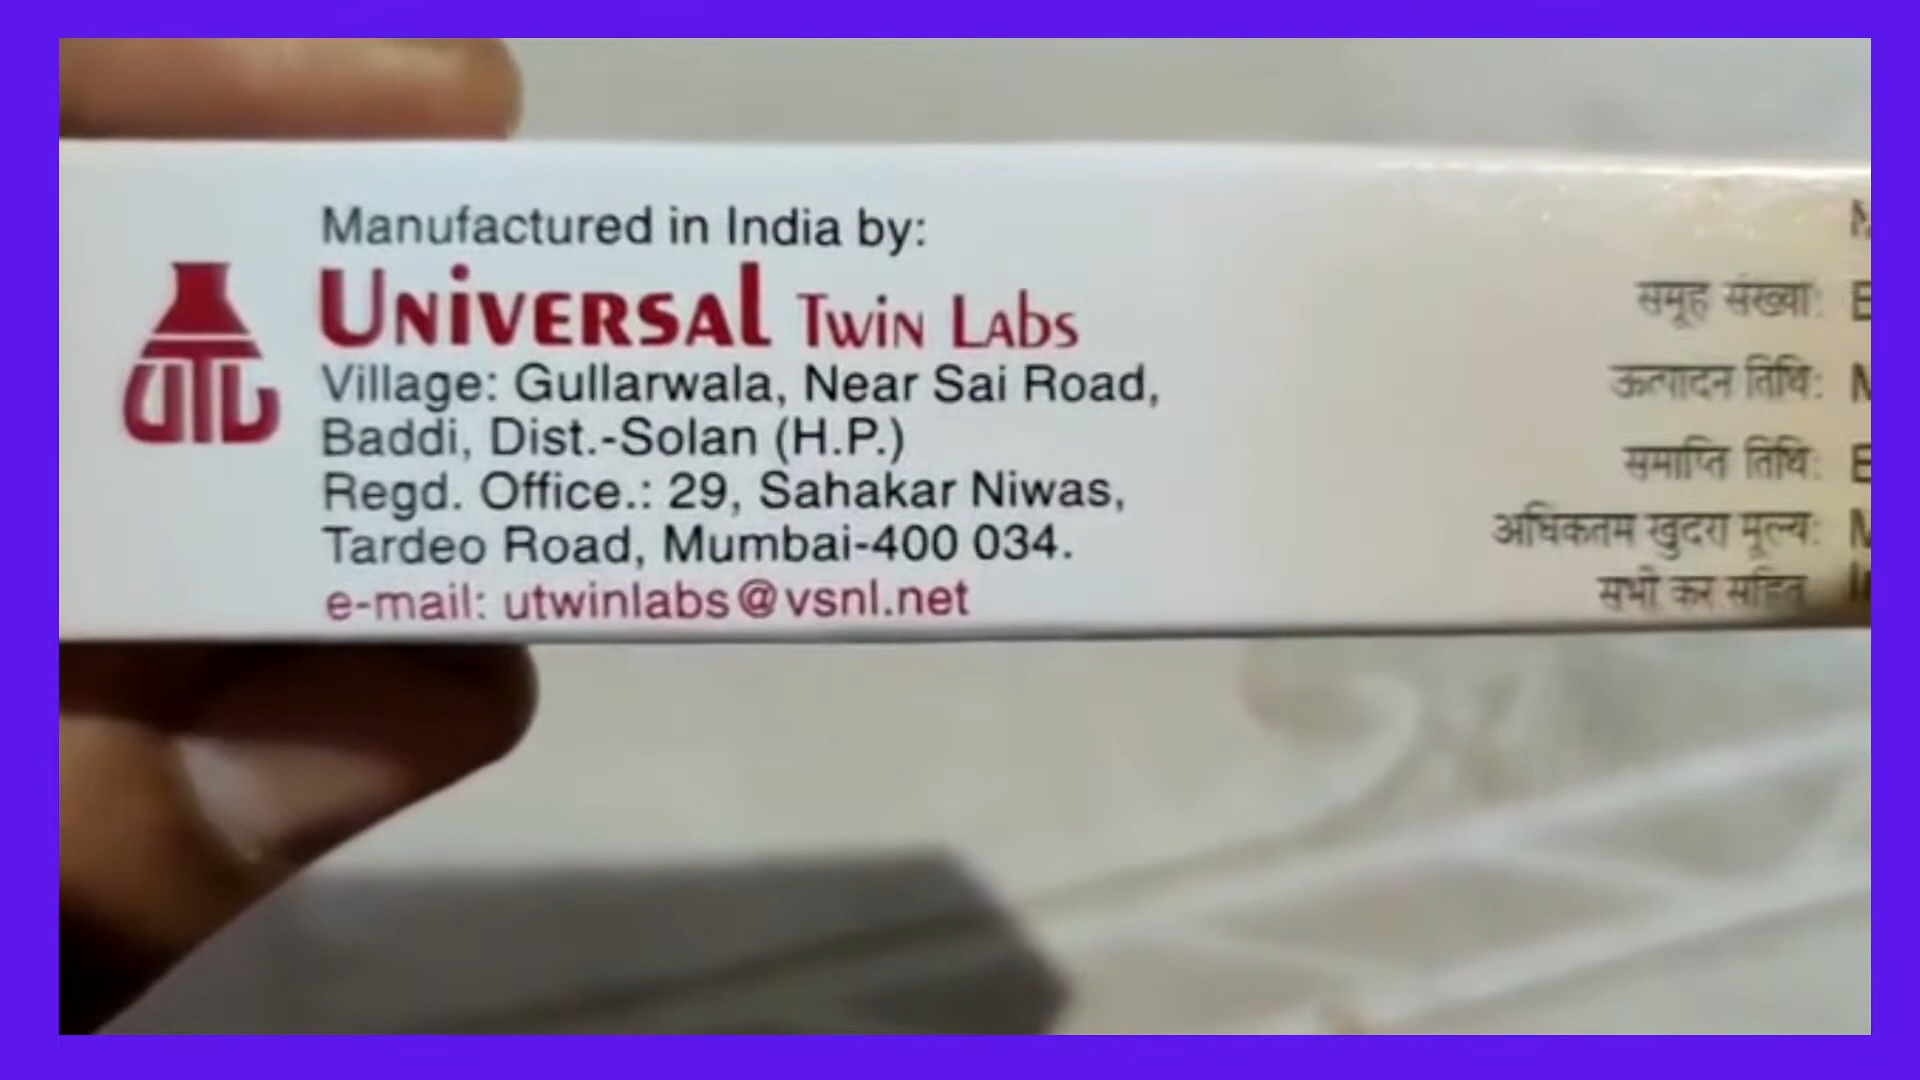 Manufactured in India by:
UNIVERSAL TWIN LABS
UTL
Village: Gullarwala, Near Sai Road,
Baddi, Dist.-Solan (H.P.)
Regd. Office.: 29, Sahakar Niwas,
Tardeo Road, Mumbai-400 034.
e-mail: utwinlabs@vsnl.net
समूह संख्या:
ऊत्पादन तिथि:
समाप्ति तिथि:
अधिकतम खुदरा मूल्य:
सभी कर सहित